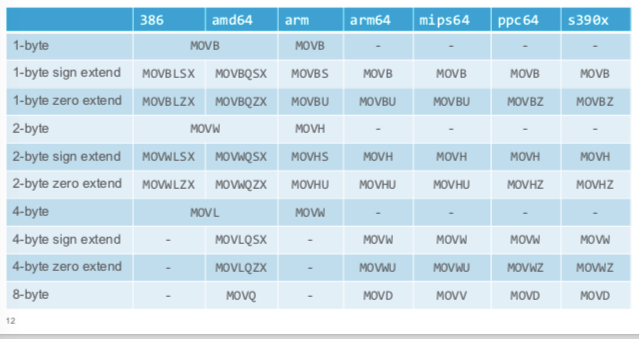 386 amd64 arm arm64 mips64 ppc64 s390x
1-byte MOVB MOVB - - - -
1-byte sign extend MOVBLSX MOVBQSX MOVBS MOVB MOVB MOVB MOVB
1-byte zero extend MOVBLZX MOVBQZX MOVBU MOVBU MOVBU MOVBZ MOVBZ
2-byte MOVW MOVH - - - -
2-byte sign extend MOVWLSX MOVWQSX MOVHS MOVH MOVH MOVH MOVH
2-byte zero extend MOVWLZX MOVWQZX MOVHU MOVHU MOVHU MOVHZ MOVHZ
4-byte MOVL MOVW - - - -
4-byte sign extend - MOVLQSX - MOVW MOVW MOVW MOVW
4-byte zero extend - MOVLQZX - MOVWU MOVWU MOVWZ MOVWZ
8-byte - MOVQ - MOVD MOVV MOVD MOVD
12